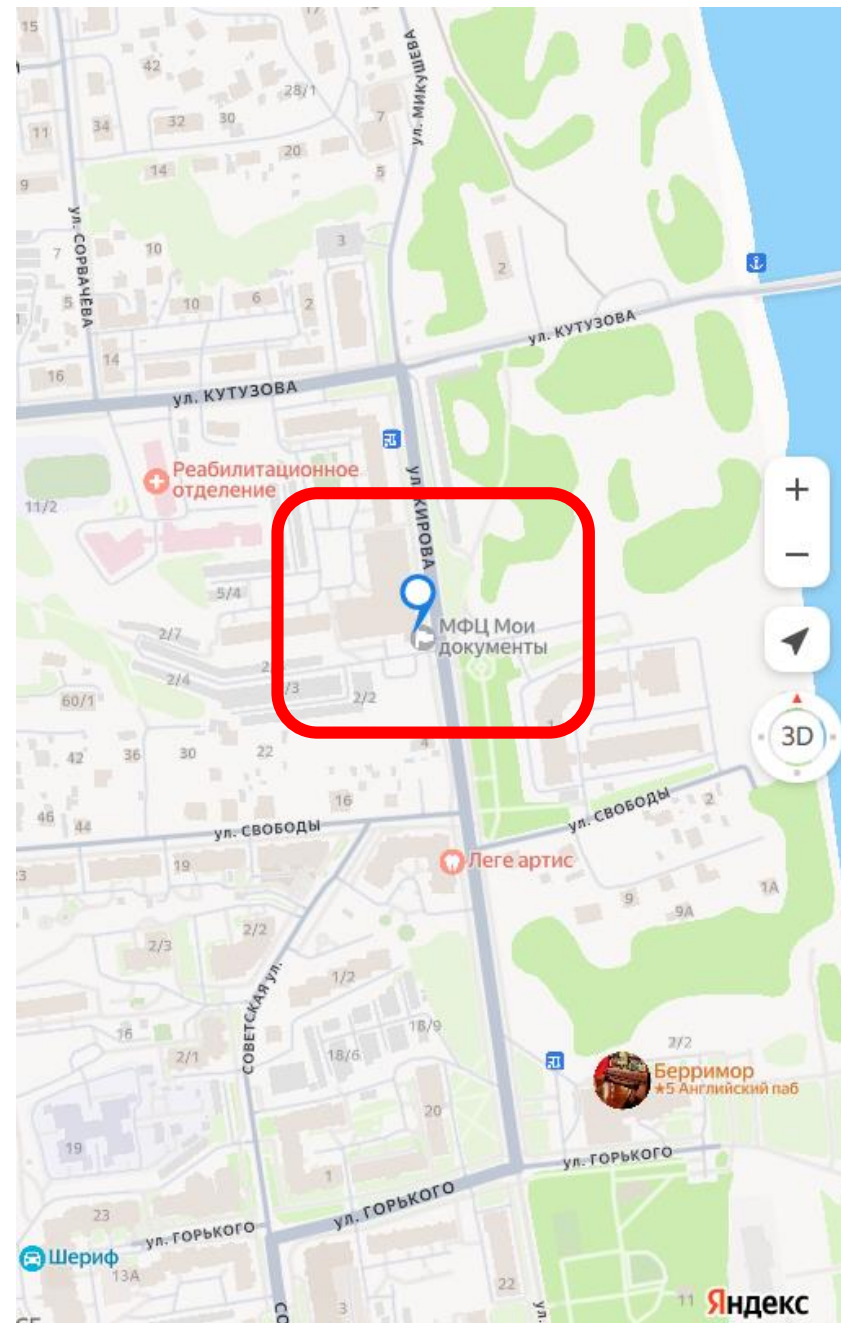 15
17
42
28/1
ул. МИКУШЕВА
11
34
32
30
7
20
14
5
9
ул. СОРВАЧЁВА
7
10
3
2
5
10
6
2
ул. КУТУЗОВА
14
16
ул. КУТУЗОВА
Реабилитационное
отделение
11/2
ул. КИРОВА
5/4
МФЦ Мои
документы
2/7
2/4
60/1
2/2
3D
42
36
30
22
4
1
16
46
44
ул. СВОБОДЫ
ул. СВОБОДЫ
2
19
Леге артис
9
9А
1А
2/3
2/2
1/2
СОВЕТСКАЯ УЛ.
16
2/1
18/6
18/9
20
2/2
Берримор
★5 Английский паб
19
1
ул. ГОРЬКОГО
ул. ГОРЬКОГО
23
ул. ГОРЬКОГО
Шериф
13А
22
3
11
Яндекс